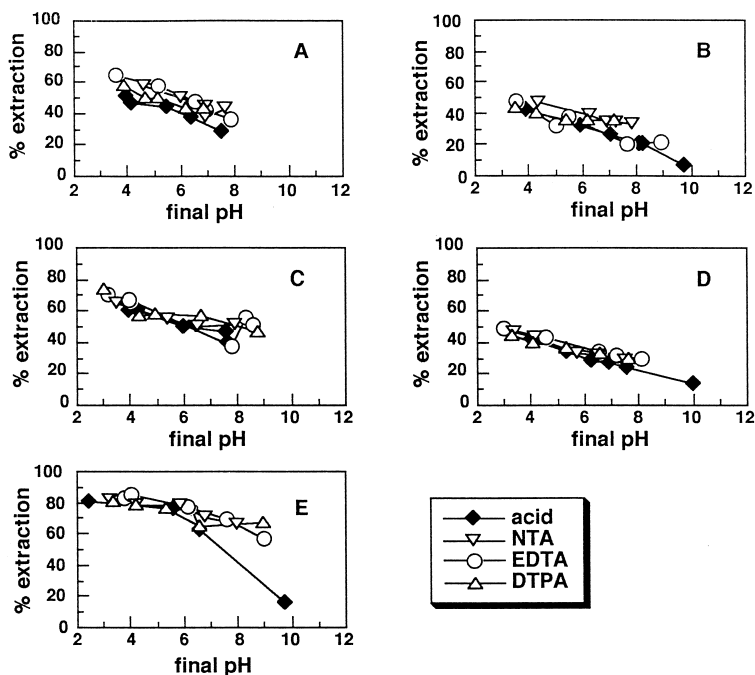 100
80
60
40
20
0
% extraction
A
2 4 6 8 10 12
final pH
100
80
60
40
20
0
% extraction
B
2 4 6 8 10 12
final pH
100
80
60
40
20
0
% extraction
C
2 4 6 8 10 12
final pH
100
80
60
40
20
0
% extraction
D
2 4 6 8 10 12
final pH
100
80
60
40
20
0
% extraction
E
2 4 6 8 10 12
final pH
acid
NTA
EDTA
DTPA